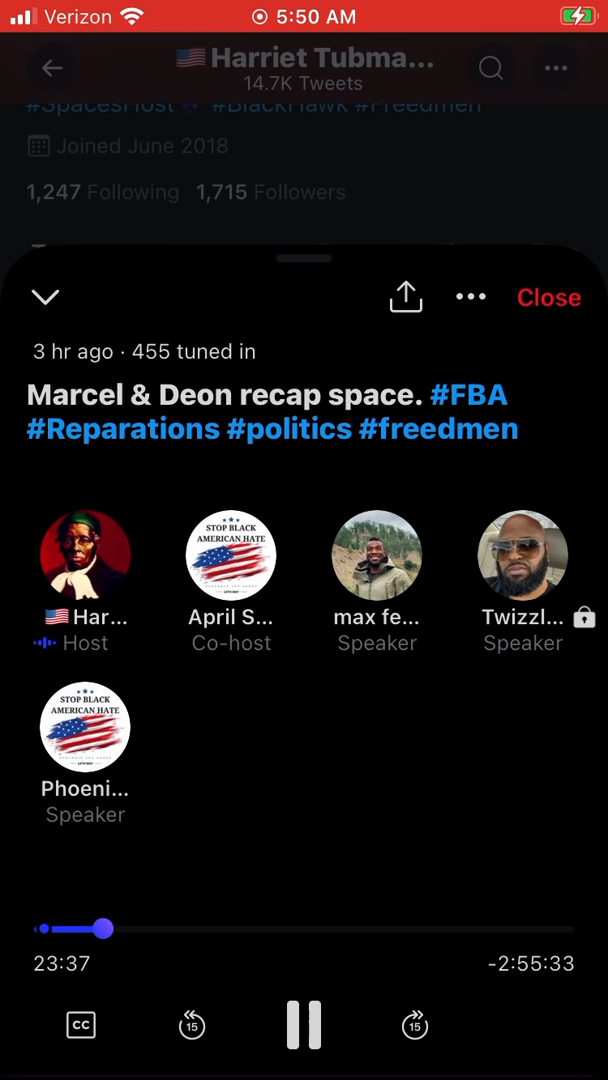 Verizon 5:50 AM
🇺🇸 Harriet Tubma...
14.7K Tweets
#SpacesHost #BlackHawk #Freedmen
Joined June 2018
1,247 Following 1,715 Followers
Close
3 hr ago · 455 tuned in
Marcel & Deon recap space. #FBA
#Reparations #politics #freedmen
STOP BLACK
AMERICAN HATE
🇺🇸 Har... April S... max fe... Twizzl...
Host Co-host Speaker Speaker
STOP BLACK
AMERICAN HATE
Phoeni...
Speaker
23:37 -2:55:33
CC 15 15